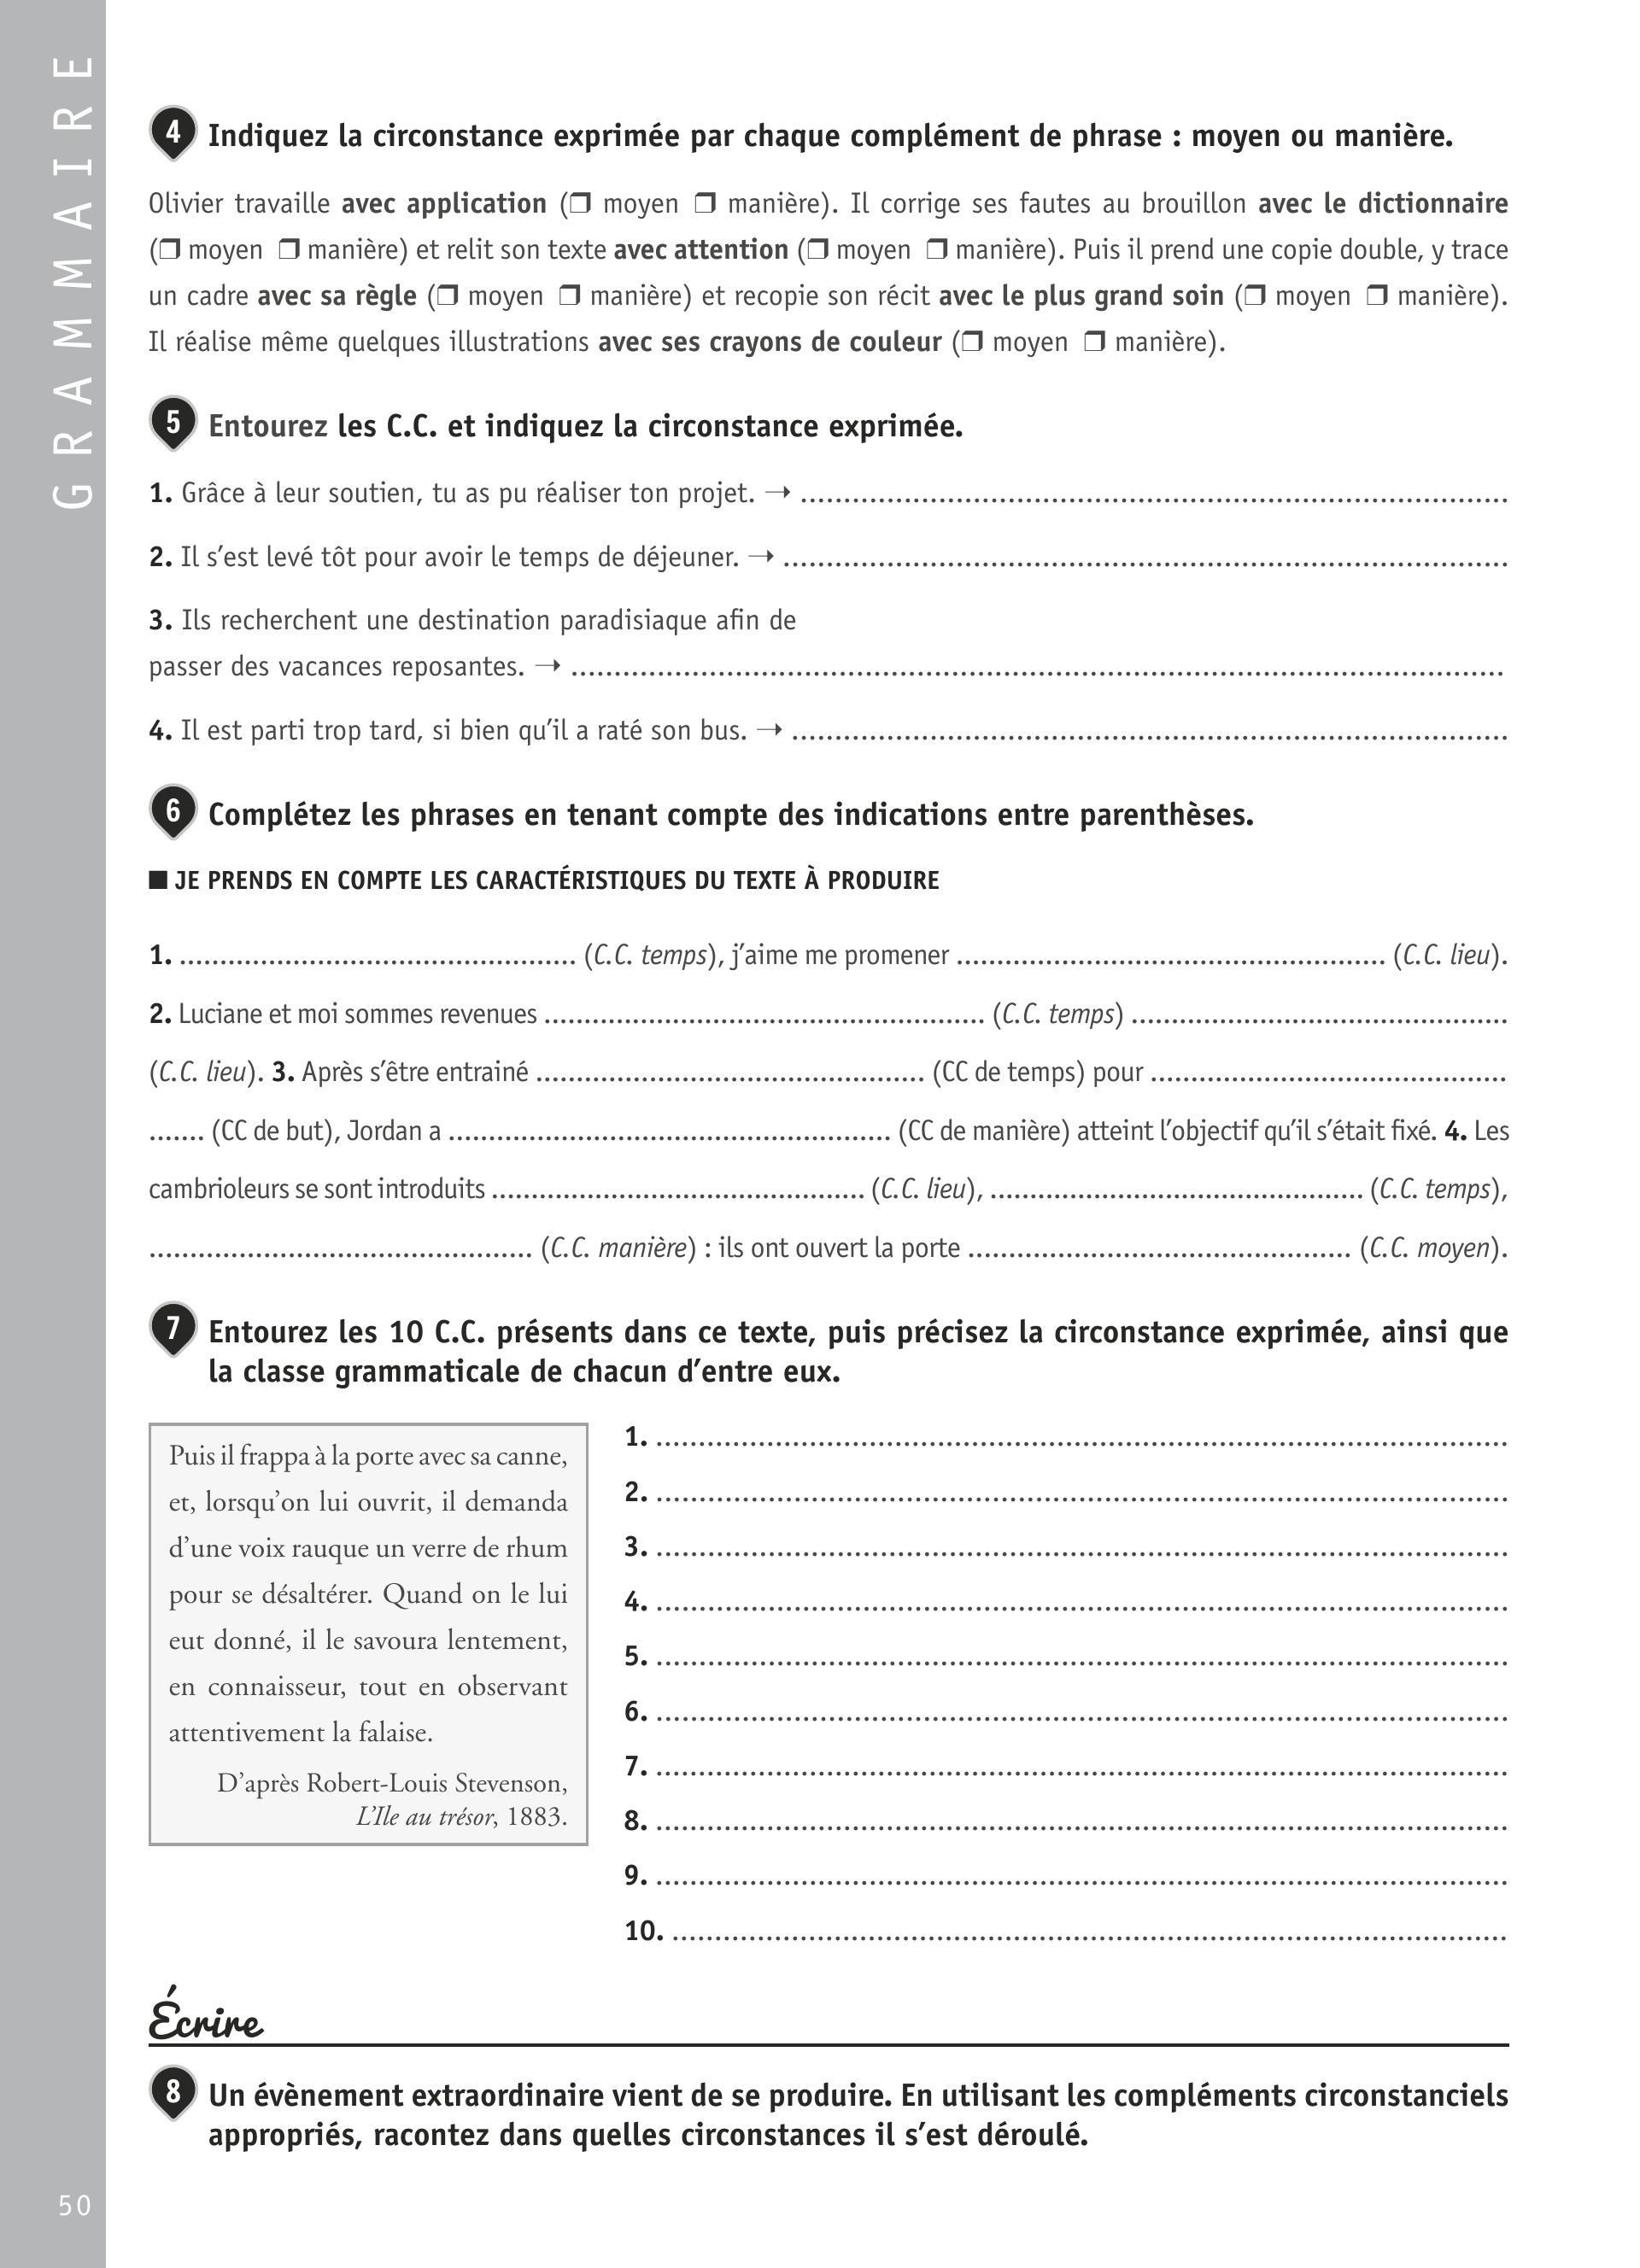 GRAMMAIRE
4 Indiquez la circonstance exprimée par chaque complément de phrase : moyen ou manière.
Olivier travaille avec application (❒ moyen ❒ manière). Il corrige ses fautes au brouillon avec le dictionnaire
(❒ moyen ❒ manière) et relit son texte avec attention (❒ moyen ❒ manière). Puis il prend une copie double, y trace
un cadre avec sa règle (❒ moyen ❒ manière) et recopie son récit avec le plus grand soin (❒ moyen ❒ manière).
Il réalise même quelques illustrations avec ses crayons de couleur (❒ moyen ❒ manière).
5 Entourez les C.C. et indiquez la circonstance exprimée.
1. Grâce à leur soutien, tu as pu réaliser ton projet. → ..........
2. Il s’est levé tôt pour avoir le temps de déjeuner. → ..........
3. Ils recherchent une destination paradisiaque afin de
passer des vacances reposantes. → ..........
4. Il est parti trop tard, si bien qu’il a raté son bus. → ..........
6 Complétez les phrases en tenant compte des indications entre parenthèses.
■ JE PRENDS EN COMPTE LES CARACTÉRISTIQUES DU TEXTE À PRODUIRE
1. .......... (C.C. temps), j’aime me promener .......... (C.C. lieu).
2. Luciane et moi sommes revenues .......... (C.C. temps) ..........
(C.C. lieu). 3. Après s’être entrainé .......... (CC de temps) pour ..........
....... (CC de but), Jordan a .......... (CC de manière) atteint l’objectif qu’il s’était fixé. 4. Les
cambrioleurs se sont introduits .......... (C.C. lieu), .......... (C.C. temps),
.......... (C.C. manière) : ils ont ouvert la porte .......... (C.C. moyen).
7 Entourez les 10 C.C. présents dans ce texte, puis précisez la circonstance exprimée, ainsi que
la classe grammaticale de chacun d’entre eux.
Puis il frappa à la porte avec sa canne,
et, lorsqu’on lui ouvrit, il demanda
d’une voix rauque un verre de rhum
pour se désaltérer. Quand on le lui
eut donné, il le savoura lentement,
en connaisseur, tout en observant
attentivement la falaise.
D’après Robert-Louis Stevenson,
L’Ile au trésor, 1883.
1. ..........
2. ..........
3. ..........
4. ..........
5. ..........
6. ..........
7. ..........
8. ..........
9. ..........
10. ..........
Écrire
8 Un évènement extraordinaire vient de se produire. En utilisant les compléments circonstanciels
appropriés, racontez dans quelles circonstances il s’est déroulé.
50